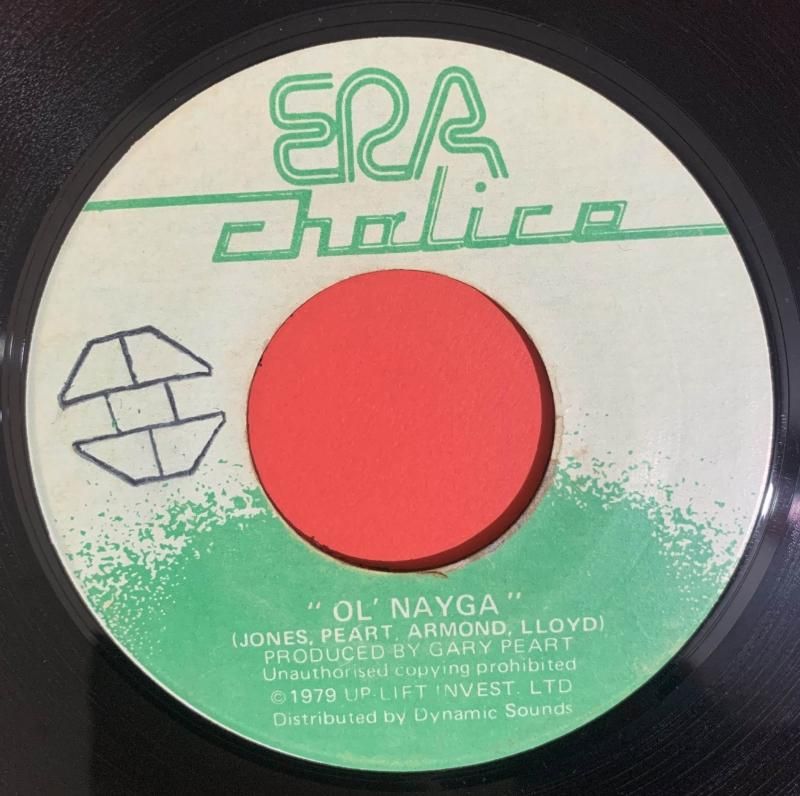 ERA
chalice
" OL' NAYGA "
(JONES, PEART, ARMOND, LLOYD)
PRODUCED BY GARY PEART
Unauthorised copying prohibited
© 1979 UP-LIFT INVEST. LTD
Distributed by Dynamic Sounds